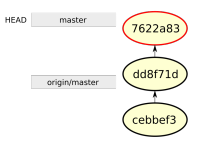 HEAD master 7622a83
dd8f71d
origin/master
cebbef3